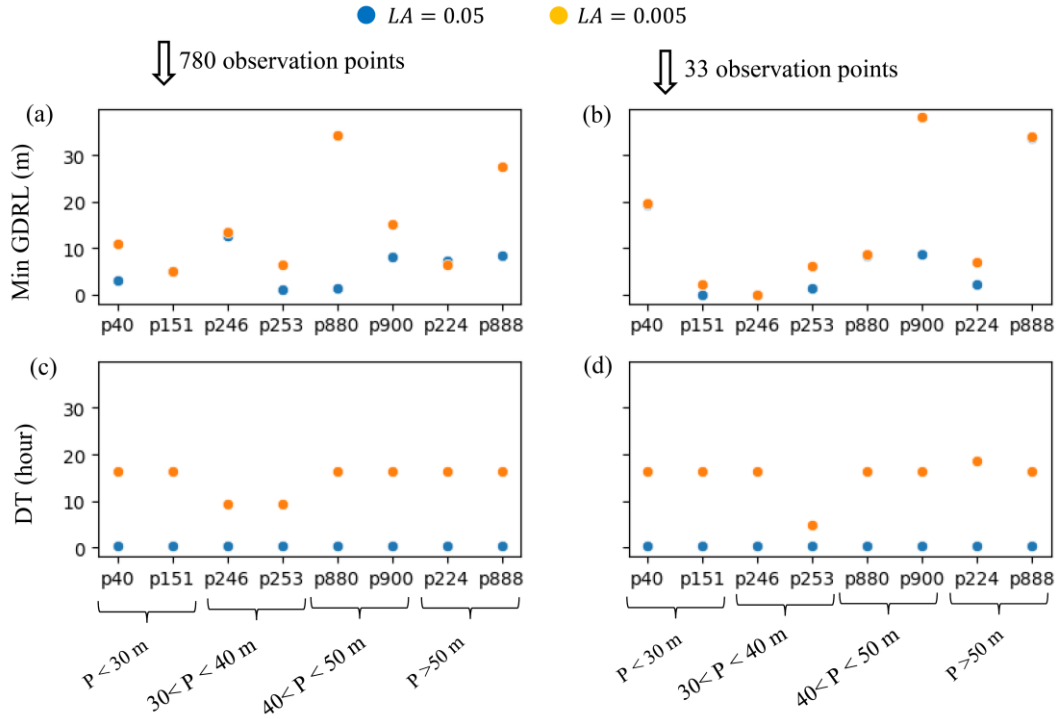 LA = 0.05 LA = 0.005
780 observation points 33 observation points
(a) (b)
Min GDRL (m)
30
20
10
0
p40 p151 p246 p253 p880 p900 p224 p888
p40 p151 p246 p253 p880 p900 p224 p888
(c) (d)
DT (hour)
30
20
10
0
p40 p151 p246 p253 p880 p900 p224 p888
p40 p151 p246 p253 p880 p900 p224 p888
P < 30 m
30< P < 40 m
40< P < 50 m
P >50 m
P < 30 m
30< P < 40 m
40< P < 50 m
P >50 m